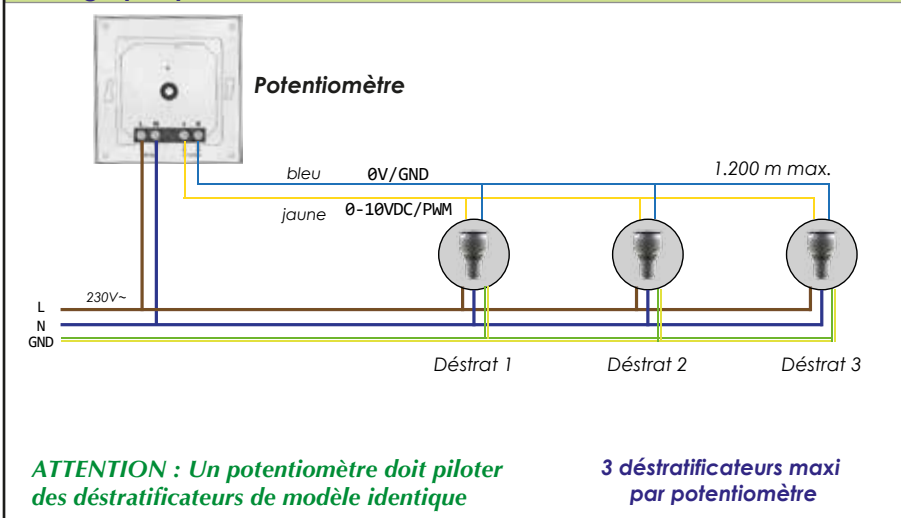 Potentiomètre
bleu 0V/GND 1.200 m max.
jaune 0-10VDC/PWM
230V~
L
N
GND
Déstrat 1 Déstrat 2 Déstrat 3
ATTENTION : Un potentiomètre doit piloter
des déstratificateurs de modèle identique
3 déstratificateurs maxi
par potentiomètre